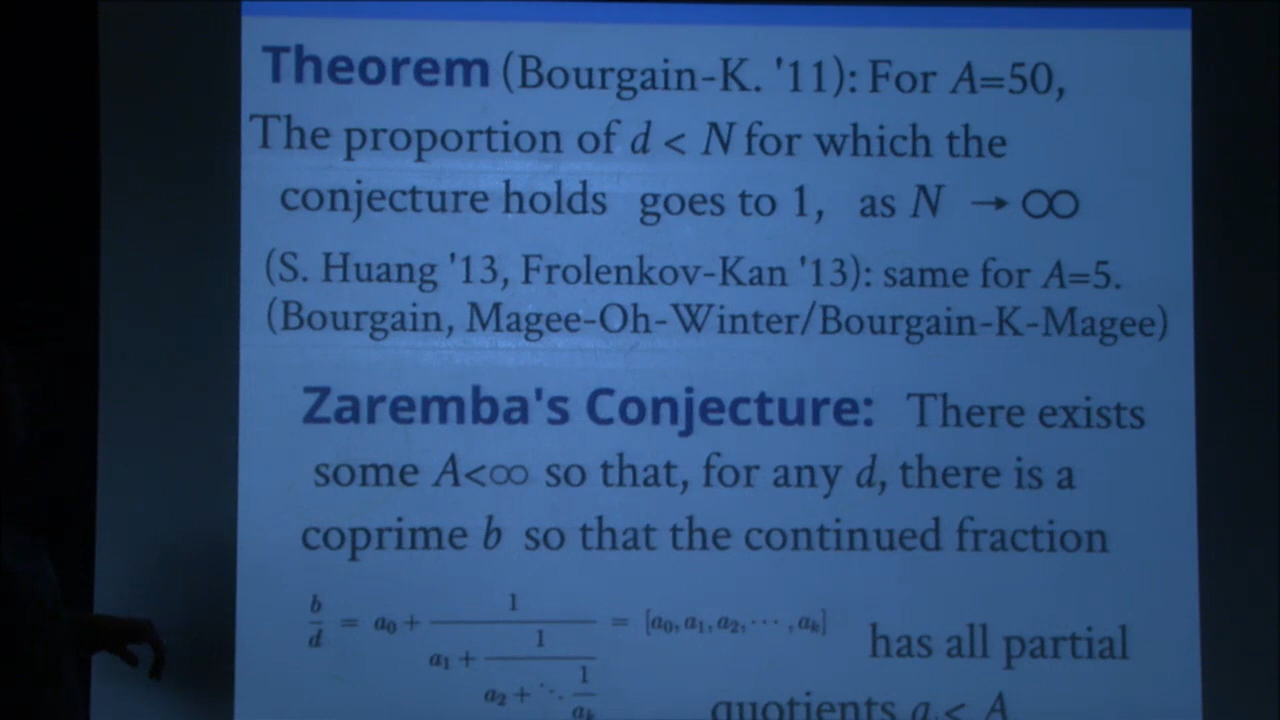 Theorem (Bourgain-K. '11): For A=50,
The proportion of d < N for which the
conjecture holds goes to 1, as N → ∞
(S. Huang '13, Frolenkov-Kan '13): same for A=5.
(Bourgain, Magee-Oh-Winter/Bourgain-K-Magee)
Zaremba's Conjecture: There exists
some A<∞ so that, for any d, there is a
coprime b so that the continued fraction
b/d = a₀ + 1/(a₁ + 1/(a₂ + ⋱ 1/aₖ)) = [a₀, a₁, a₂, ⋯ , aₖ] has all partial
quotients a < A